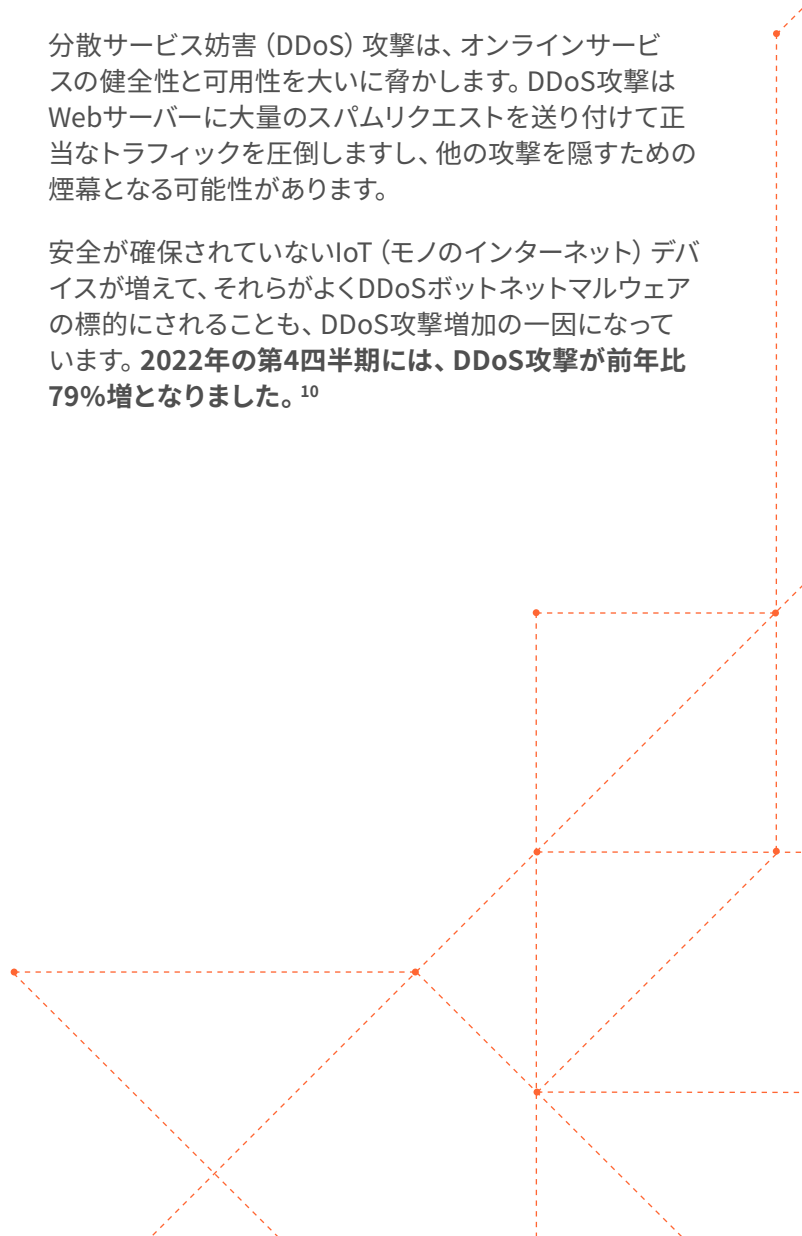 分散サービス妨害（DDoS）攻撃は、オンラインサービ
スの健全性と可用性を大いに脅かします。DDoS攻撃は
Webサーバーに大量のスパムリクエストを送り付けて正
当なトラフィックを圧倒しますし、他の攻撃を隠すための
煙幕となる可能性があります。
安全が確保されていないIoT（モノのインターネット）デバ
イスが増えて、それらがよくDDoSボットネットマルウェア
の標的にされることも、DDoS攻撃増加の一因になって
います。2022年の第4四半期には、DDoS攻撃が前年比
79%増となりました。10